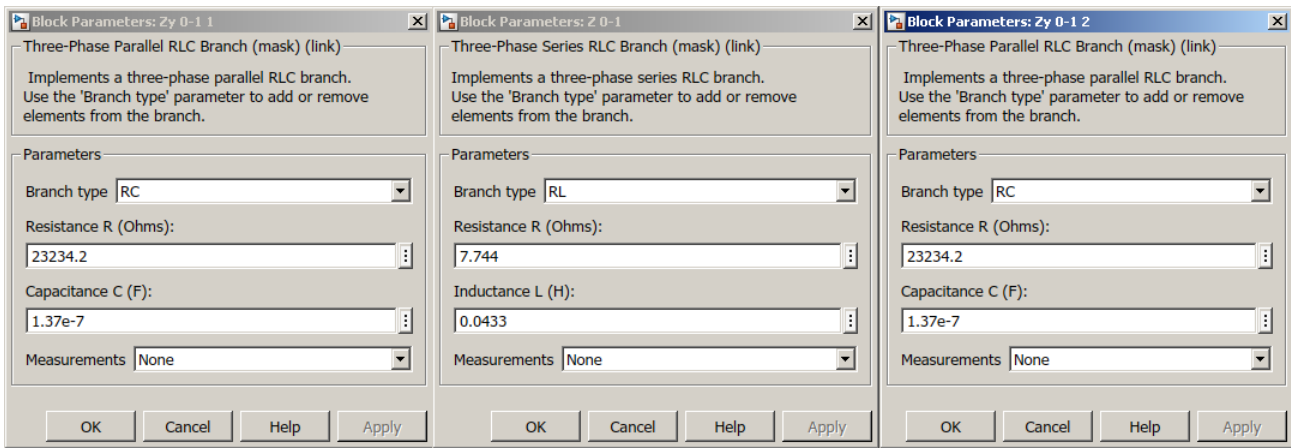 Block Parameters: Zy 0-1 1
Three-Phase Parallel RLC Branch (mask) (link)
Implements a three-phase parallel RLC branch.
Use the 'Branch type' parameter to add or remove
elements from the branch.
Parameters
Branch type RC
Resistance R (Ohms):
23234.2
Capacitance C (F):
1.37e-7
Measurements None
OK Cancel Help Apply
Block Parameters: Z 0-1
Three-Phase Series RLC Branch (mask) (link)
Implements a three-phase series RLC branch.
Use the 'Branch type' parameter to add or remove
elements from the branch.
Parameters
Branch type RL
Resistance R (Ohms):
7.744
Inductance L (H):
0.0433
Measurements None
OK Cancel Help Apply
Block Parameters: Zy 0-1 2
Three-Phase Parallel RLC Branch (mask) (link)
Implements a three-phase parallel RLC branch.
Use the 'Branch type' parameter to add or remove
elements from the branch.
Parameters
Branch type RC
Resistance R (Ohms):
23234.2
Capacitance C (F):
1.37e-7
Measurements None
OK Cancel Help Apply